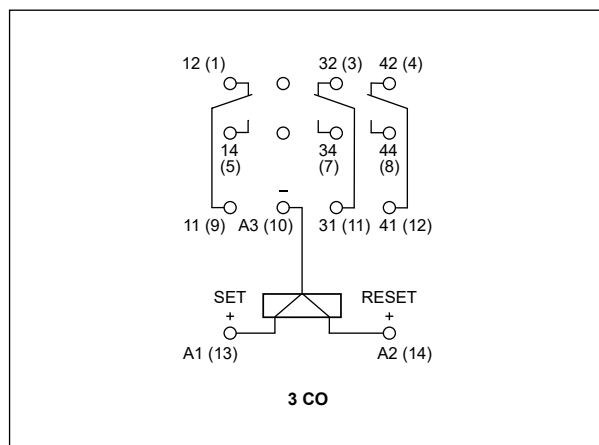 12 (1) 32 (3) 42 (4)
14 34 44
(5) (7) (8)
–
11 (9) A3 (10) 31 (11) 41 (12)
SET RESET
+ +
A1 (13) A2 (14)
3 CO